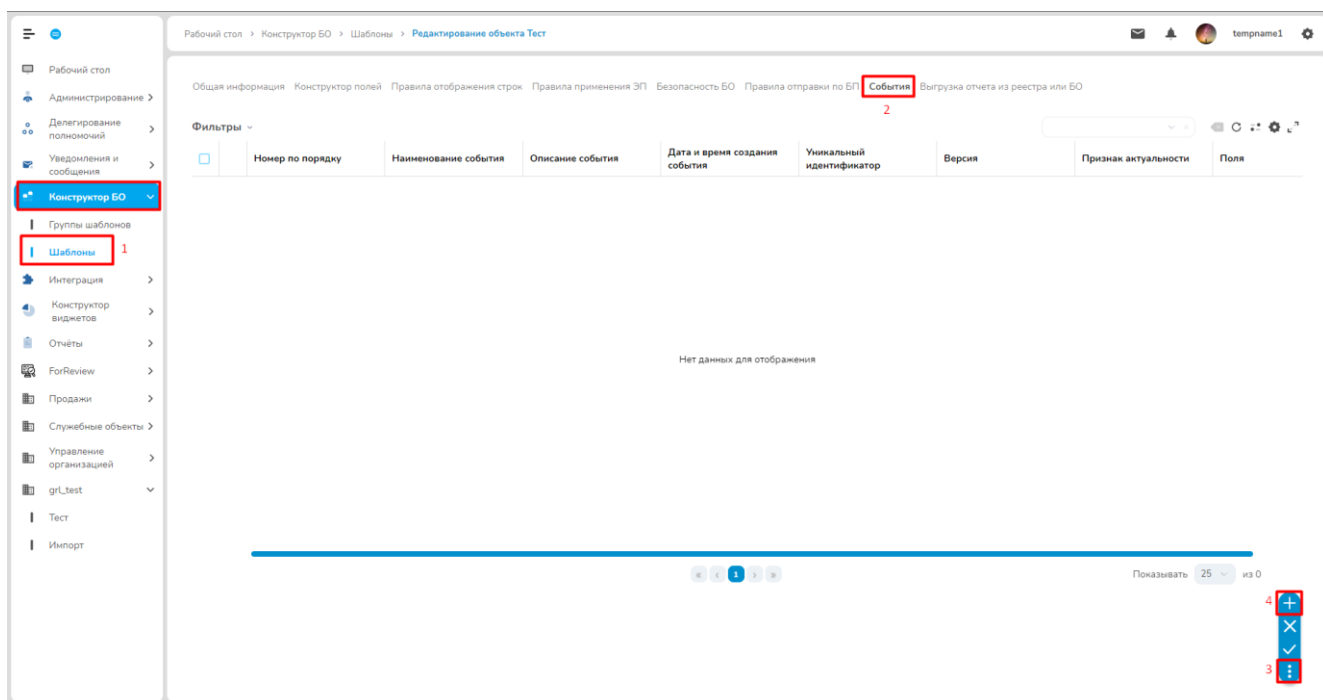 Рабочий стол > Конструктор БО > Шаблоны > Редактирование объекта Тест
tempname1
Рабочий стол
Администрирование >
Делегирование
полномочий
Уведомления и
сообщения
Конструктор БО
Группы шаблонов
Шаблоны
1
Интеграция
Конструктор
виджетов
Отчёты
ForReview
Продажи
Служебные объекты >
Управление
организацией
grl_test
Тест
Импорт
Общая информация Конструктор полей Правила отображения строк Правила применения ЭП Безопасность БО Правила отправки по БП События Выгрузка отчета из реестра или БО
2
Фильтры
Номер по порядку
Наименование события
Описание события
Дата и время создания
события
Уникальный
идентификатор
Версия
Признак актуальности
Поля
Нет данных для отображения
« ‹ 1 › »
Показывать 25 из 0
4
3